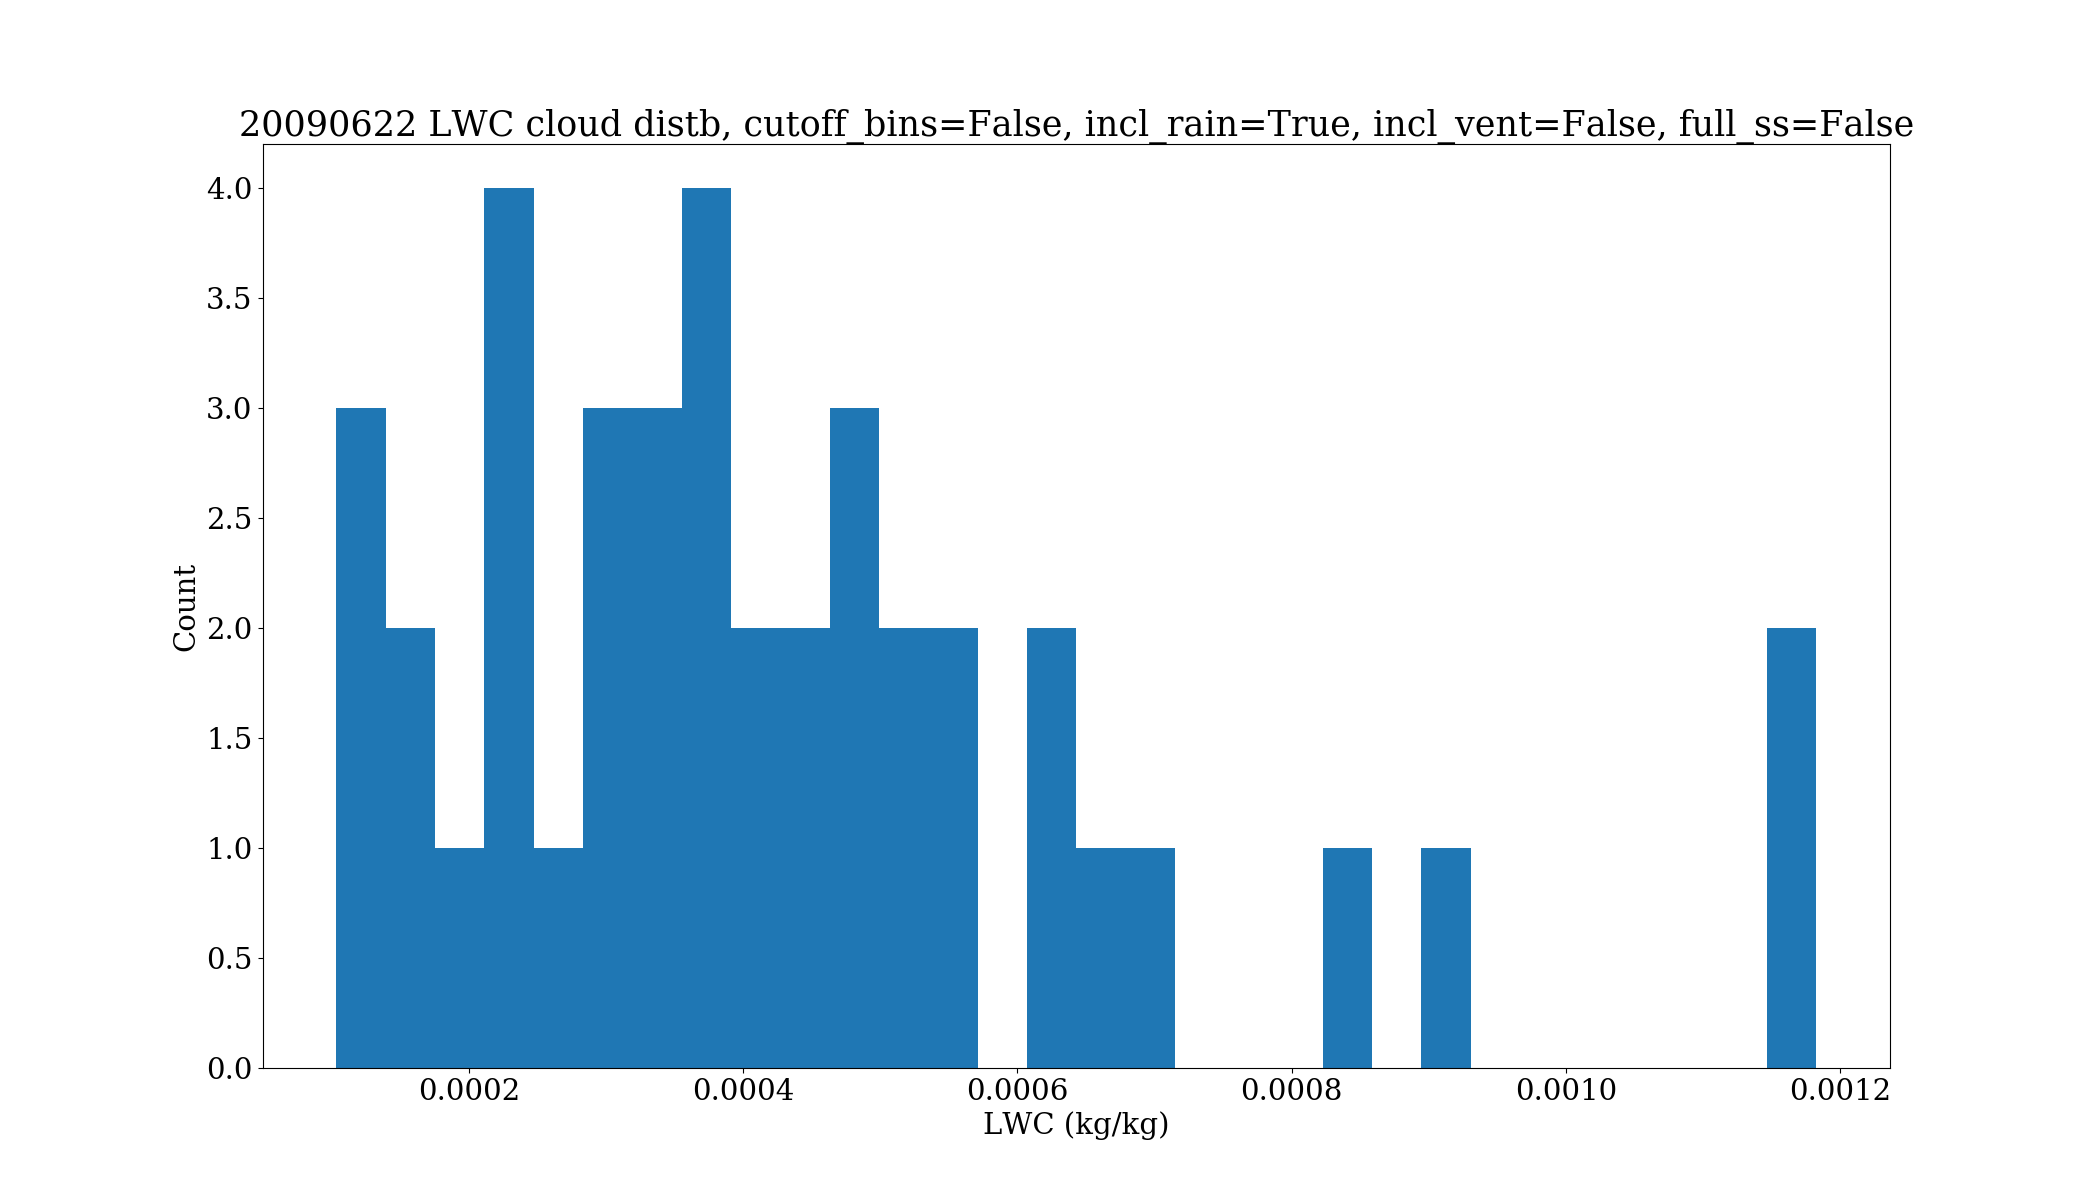 20090622 LWC cloud distb, cutoff_bins=False, incl_rain=True, incl_vent=False, full_ss=False
4.0
3.5
3.0
2.5
2.0
1.5
1.0
0.5
0.0
Count
0.0002 0.0004 0.0006 0.0008 0.0010 0.0012
LWC (kg/kg)